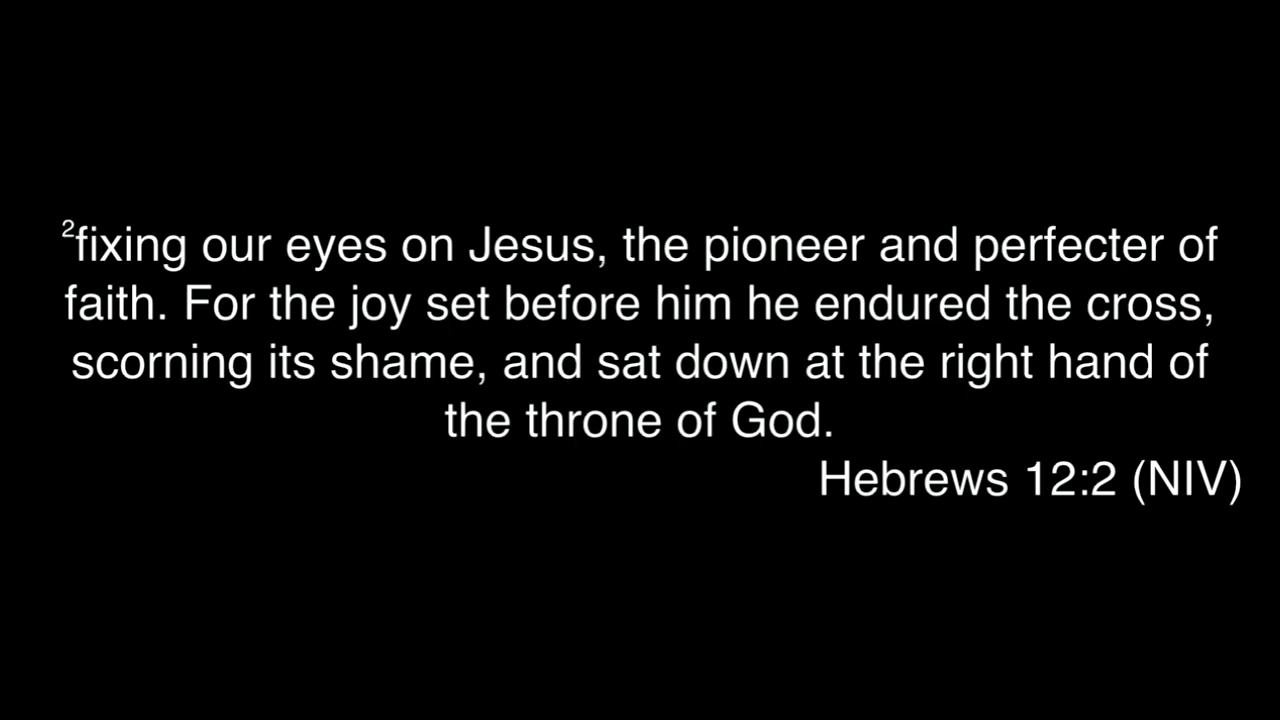 ²fixing our eyes on Jesus, the pioneer and perfecter of
faith. For the joy set before him he endured the cross,
scorning its shame, and sat down at the right hand of
the throne of God.
Hebrews 12:2 (NIV)